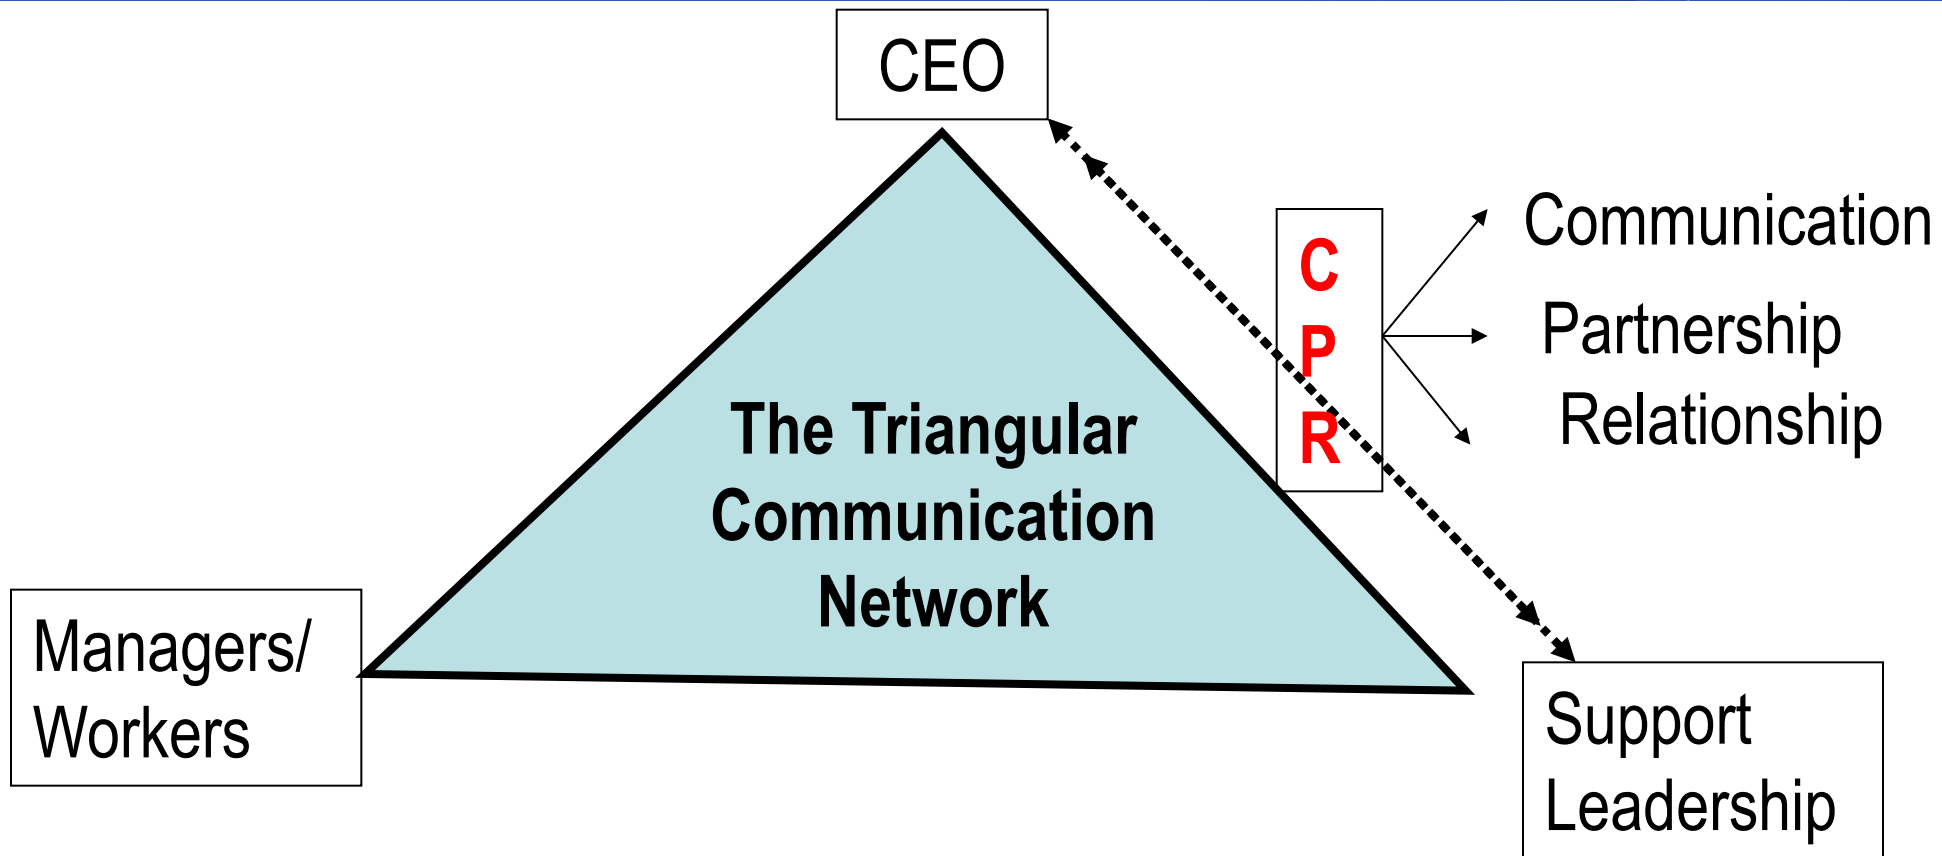 CEO
C
P
R
Communication
Partnership
Relationship
The Triangular
Communication
Network
Managers/
Workers
Support
Leadership